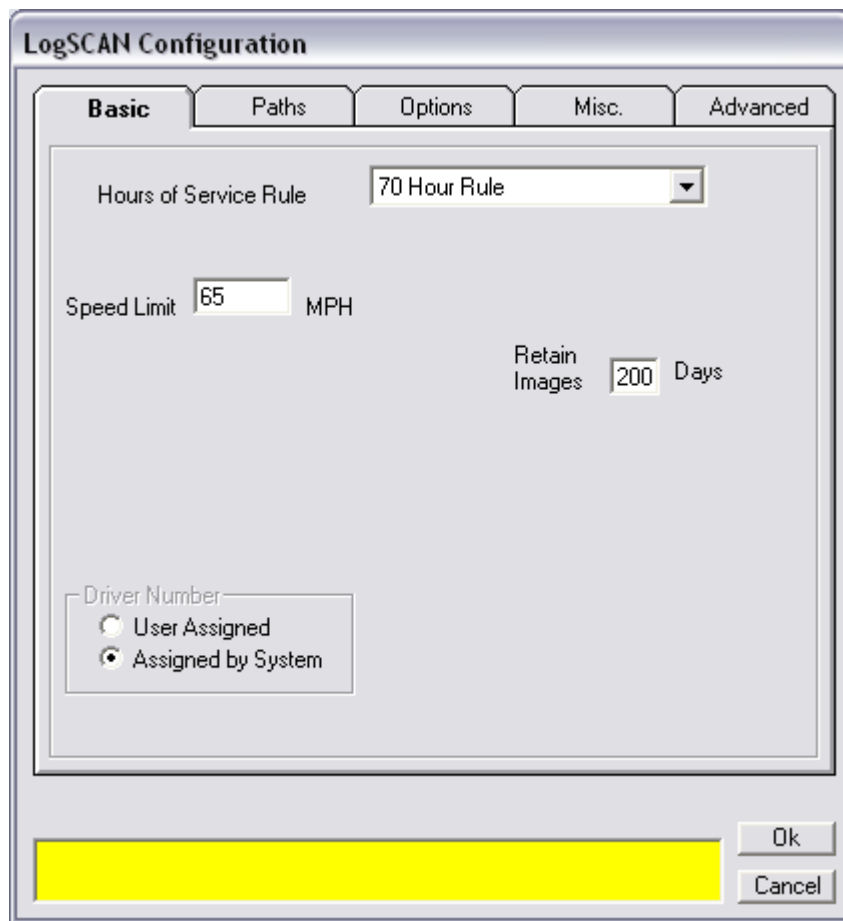 LogSCAN Configuration
Basic Paths Options Misc. Advanced
Hours of Service Rule 70 Hour Rule
Speed Limit 65 MPH
Retain
Images 200 Days
Driver Number
User Assigned
Assigned by System
Ok
Cancel